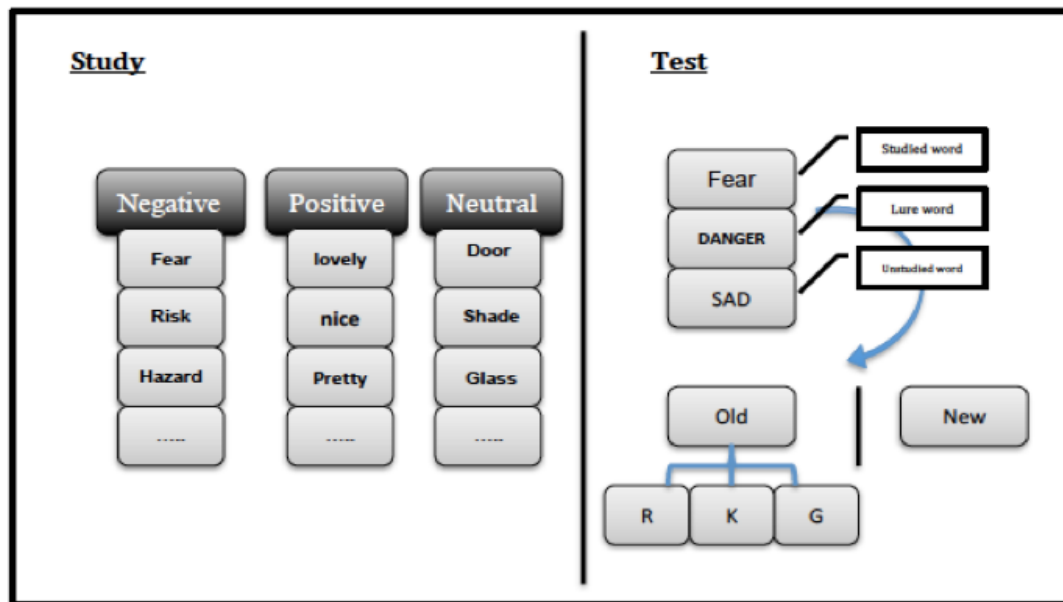 Study
Negative
Positive
Neutral
Fear
lovely
Door
Risk
nice
Shade
Hazard
Pretty
Glass
.....
.....
.....
Test
Fear
Studied word
DANGER
Lure word
SAD
Unstudied word
Old
New
R
K
G